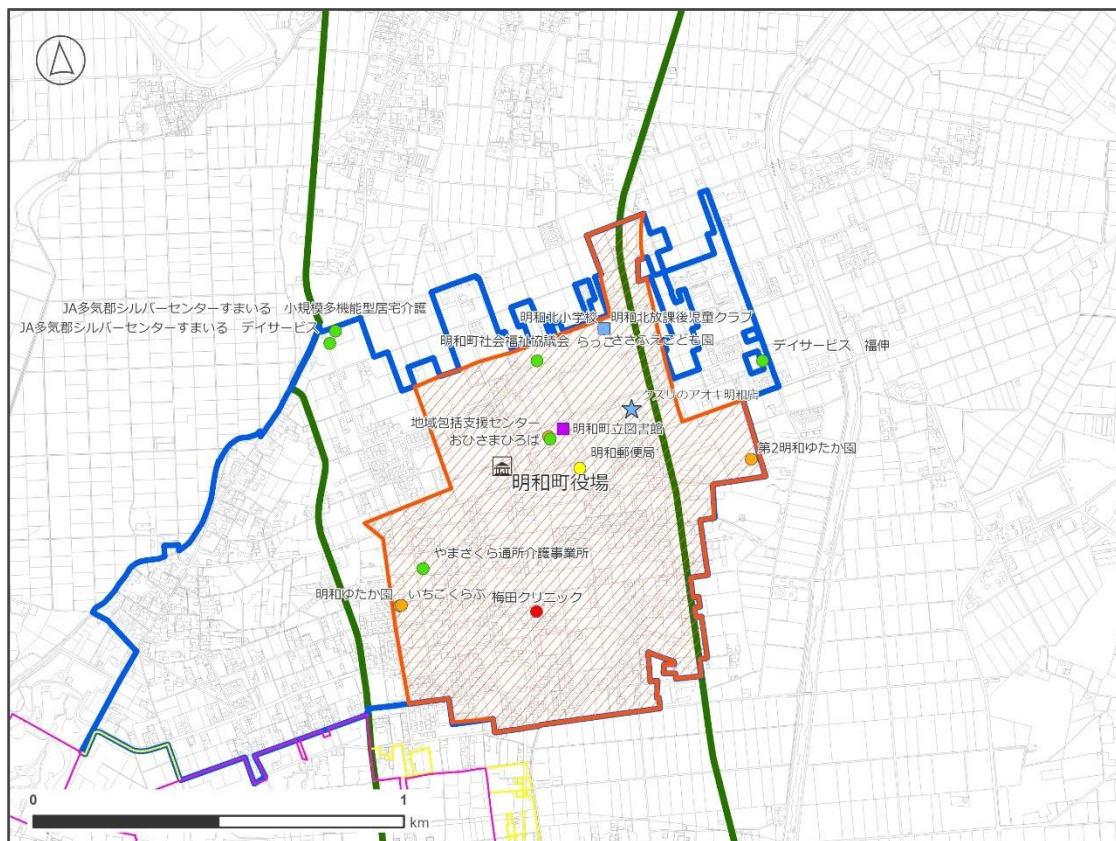 JA多気郡シルバーセンターすまいる 小規模多機能型居宅介護
JA多気郡シルバーセンターすまいる デイサービス
明和北小学校
明和北放課後児童クラブ
明和町社会福祉協議会 らっこ
ささふえこども園
デイサービス 福伸
クスリのアオキ明和店
地域包括支援センター
明和町立図書館
おひさまひろば
明和郵便局
第2明和ゆたか園
明和町役場
やまざくら通所介護事業所
明和ゆたか園
いちごくらぶ
梅田クリニック
0
1
km